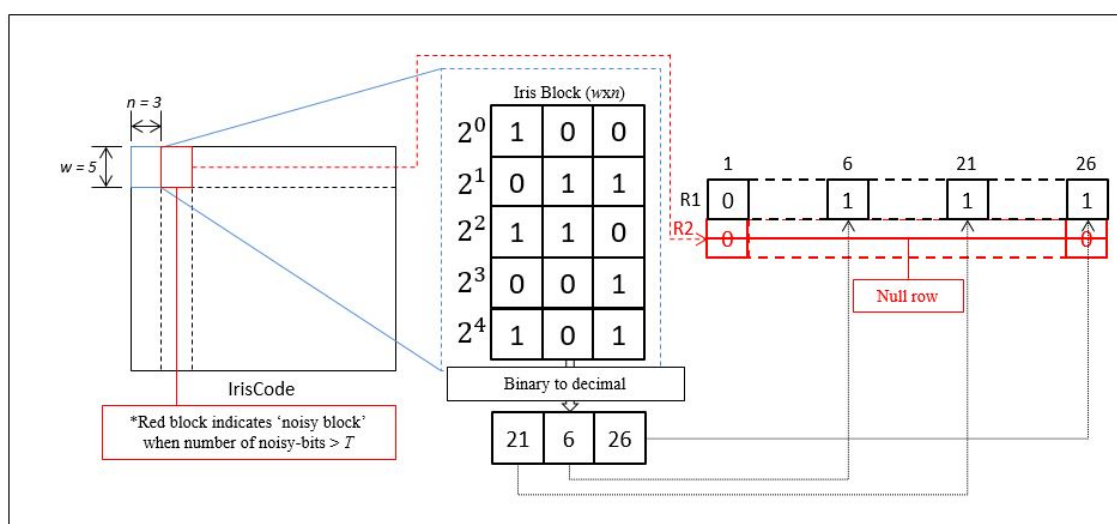 n = 3
w = 5
IrisCode
*Red block indicates ‘noisy block’
when number of noisy-bits > T
Iris Block (wxn)
2^0 1 0 0
2^1 0 1 1
2^2 1 1 0
2^3 0 0 1
2^4 1 0 1
Binary to decimal
21 6 26
1 6 21 26
R1 0 1 1 1
R2 0 0
Null row